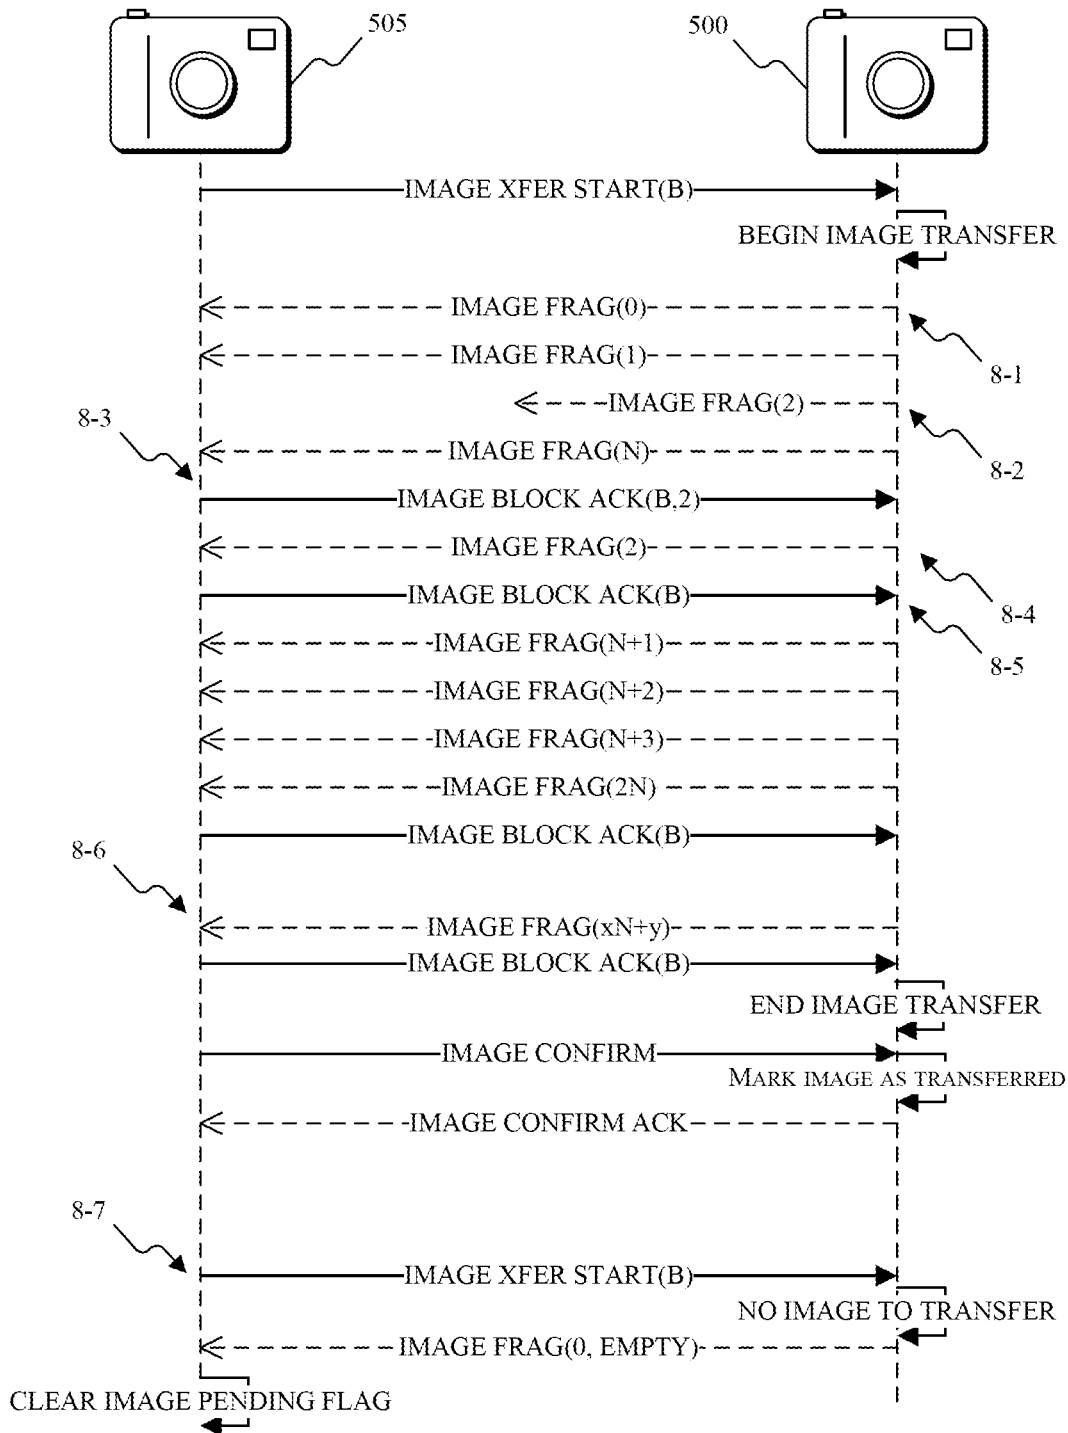 505
500
IMAGE XFER START(B)
BEGIN IMAGE TRANSFER
IMAGE FRAG(0)
8-1
IMAGE FRAG(1)
IMAGE FRAG(2)
8-2
8-3
IMAGE FRAG(N)
IMAGE BLOCK ACK(B,2)
IMAGE FRAG(2)
8-4
IMAGE BLOCK ACK(B)
8-5
IMAGE FRAG(N+1)
IMAGE FRAG(N+2)
IMAGE FRAG(N+3)
IMAGE FRAG(2N)
IMAGE BLOCK ACK(B)
8-6
IMAGE FRAG(xN+y)
IMAGE BLOCK ACK(B)
END IMAGE TRANSFER
IMAGE CONFIRM
MARK IMAGE AS TRANSFERRED
IMAGE CONFIRM ACK
8-7
IMAGE XFER START(B)
NO IMAGE TO TRANSFER
IMAGE FRAG(0, EMPTY)
CLEAR IMAGE PENDING FLAG